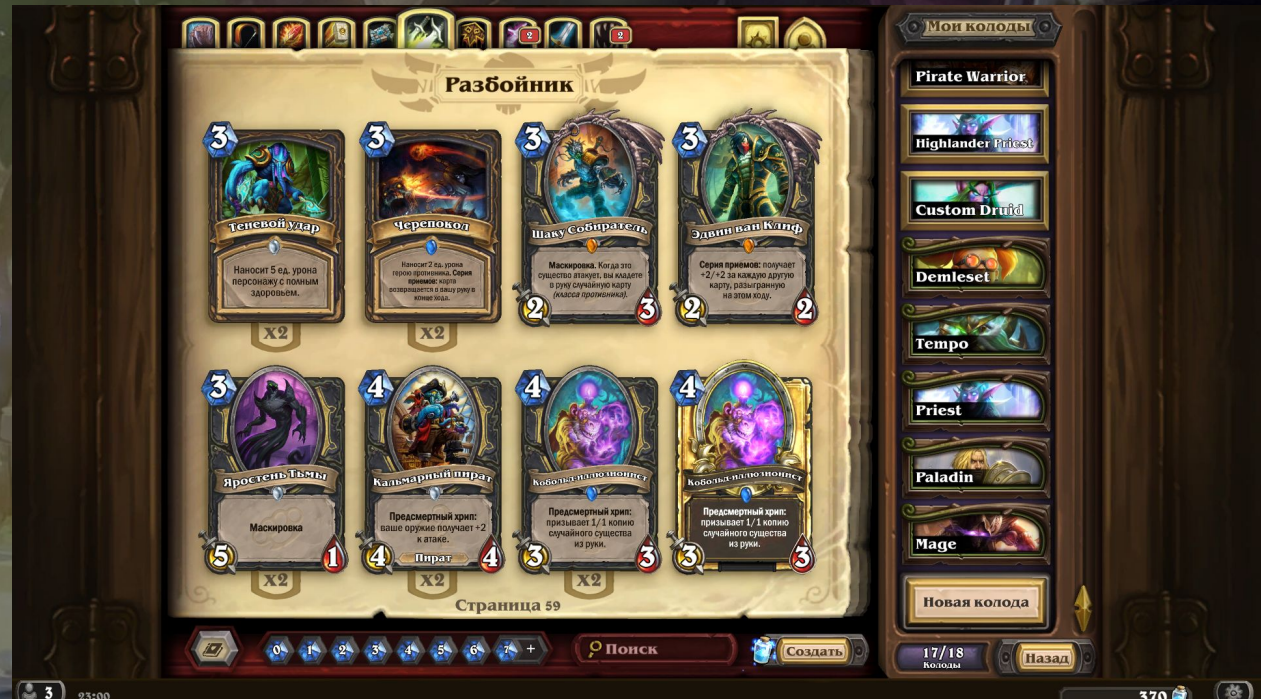 2
2
Мои колоды
Разбойник
Pirate Warrior
Highlander Priest
Custom Druid
Demleset
Tempo
Priest
Paladin
Mage
3
Теневой удар
Наносит 5 ед. урона
персонажу с полным
здоровьем.
x2
3
Черепокол
Наносит 2 ед. урона
герою противника. Серия
приемов: карта
возвращается в вашу руку в
конце хода.
x2
3
Шаку Собиратель
Маскировка. Когда это
существо атакует, вы кладете
в руку случайную карту
(класса противника).
2
3
3
Эдвин ван Клиф
Серия приемов: получает
+2/+2 за каждую другую
карту, разыгранную
на этом ходу.
2
2
3
Яростень Тьмы
Маскировка
5
1
x2
4
Кальмарный пират
Предсмертный хрип:
ваше оружие получает +2
к атаке.
Пират
4
4
x2
4
Кобольд-иллюзионист
Предсмертный хрип:
призывает 1/1 копию
случайного существа
из руки.
3
3
x2
4
Кобольд-иллюзионист
Предсмертный хрип:
призывает 1/1 копию
случайного существа
из руки.
3
3
Страница 59
Новая колода
0 1 2 3 4 5 6 7 +
Поиск
Создать
17/18
Колоды
Назад
3
23:00
370